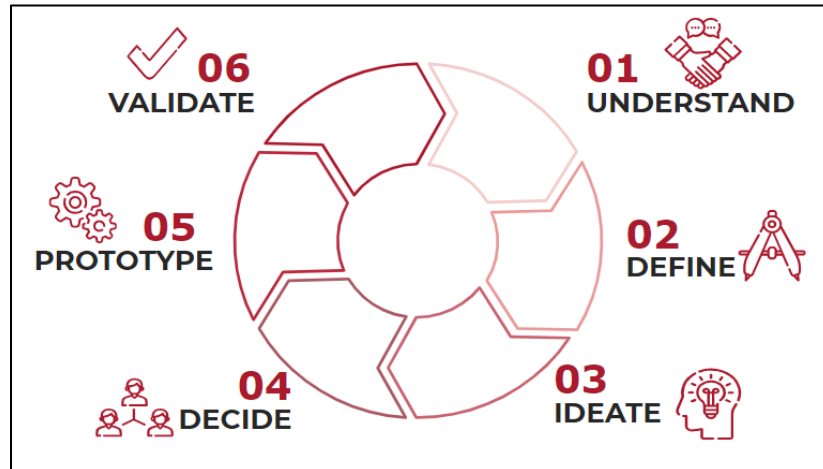 01
UNDERSTAND
02
DEFINE
03
IDEATE
04
DECIDE
05
PROTOTYPE
06
VALIDATE